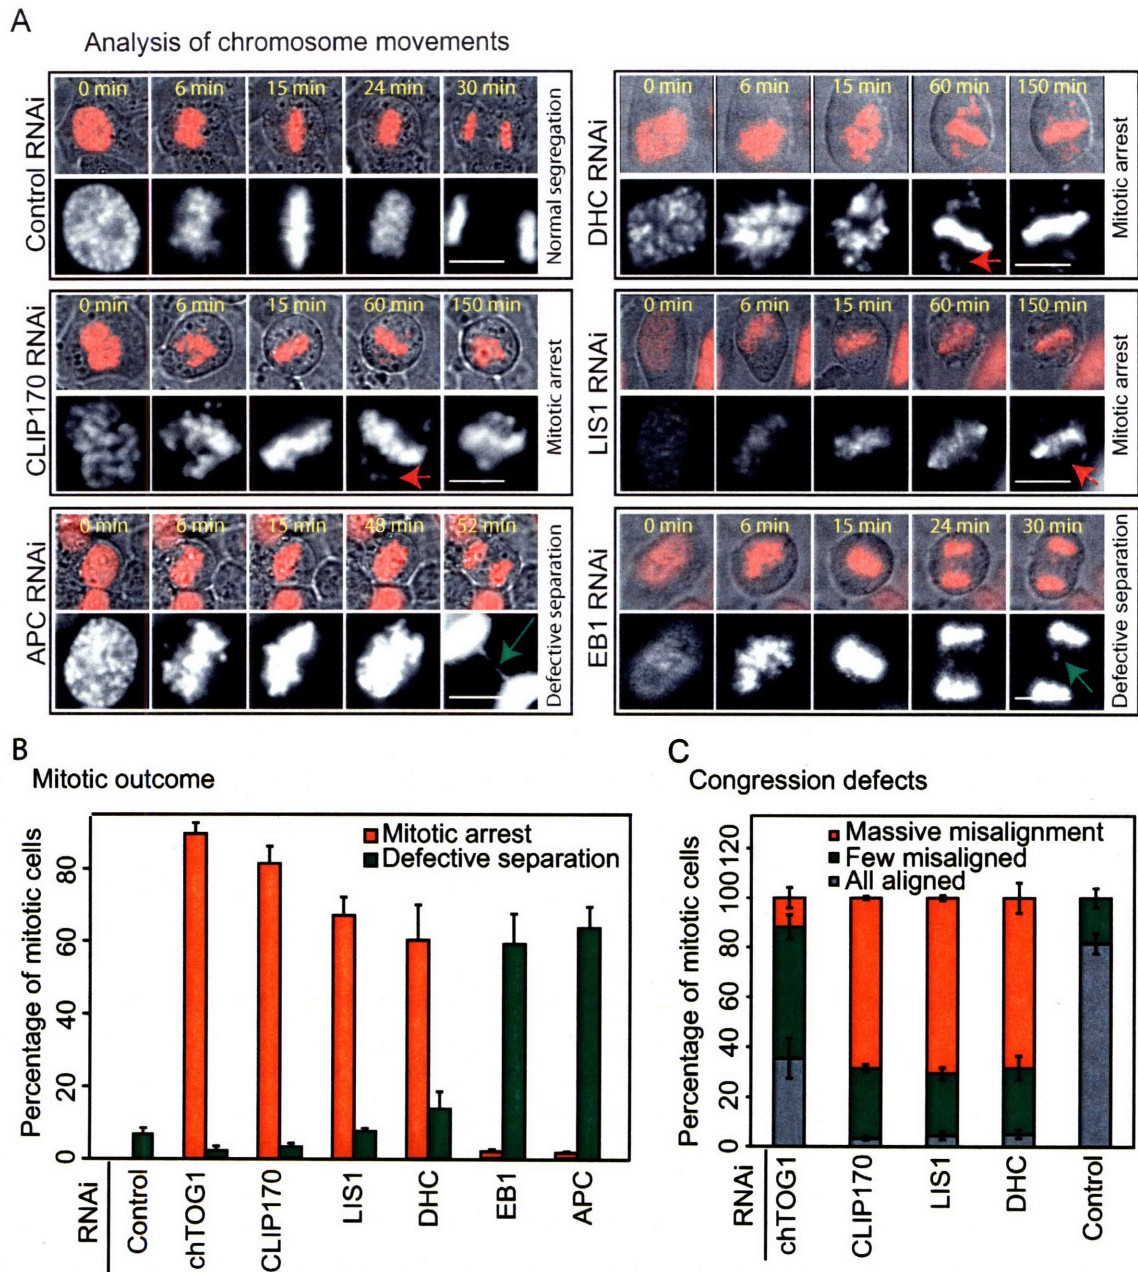 A
Analysis of chromosome movements
Control RNAi
0 min 6 min 15 min 24 min 30 min
Normal segregation
DHC RNAi
0 min 6 min 15 min 60 min 150 min
Mitotic arrest
CLIP170 RNAi
0 min 6 min 15 min 60 min 150 min
Mitotic arrest
LIS1 RNAi
0 min 6 min 15 min 60 min 150 min
Mitotic arrest
APC RNAi
0 min 6 min 15 min 48 min 52 min
Defective separation
EB1 RNAi
0 min 6 min 15 min 24 min 30 min
Defective separation
B
Mitotic outcome
Percentage of mitotic cells
0 20 40 60 80
Mitotic arrest
Defective separation
RNAi
Control
chTOG1
CLIP170
LIS1
DHC
EB1
APC
C
Congression defects
Percentage of mitotic cells
0 20 40 60 80 100 120
Massive misalignment
Few misaligned
All aligned
RNAi
chTOG1
CLIP170
LIS1
DHC
Control